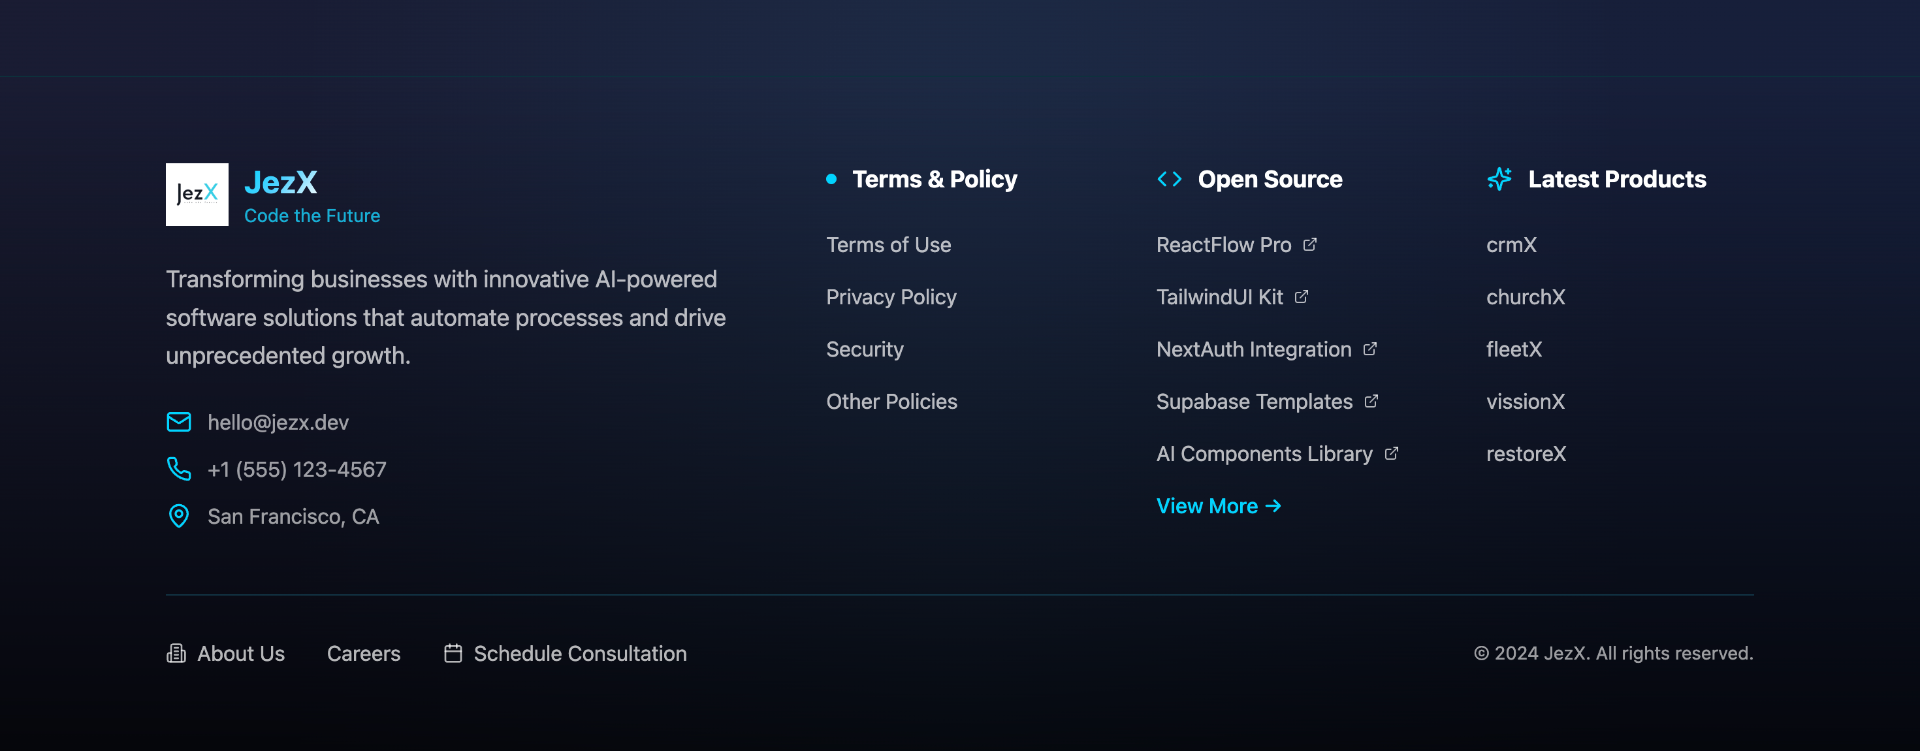 JezX
JezX
Code the Future
Transforming businesses with innovative AI-powered
software solutions that automate processes and drive
unprecedented growth.
hello@jezx.dev
+1 (555) 123-4567
San Francisco, CA
Terms & Policy
Terms of Use
Privacy Policy
Security
Other Policies
Open Source
ReactFlow Pro
TailwindUI Kit
NextAuth Integration
Supabase Templates
AI Components Library
View More →
Latest Products
crmX
churchX
fleetX
vissionX
restoreX
About Us
Careers
Schedule Consultation
© 2024 JezX. All rights reserved.